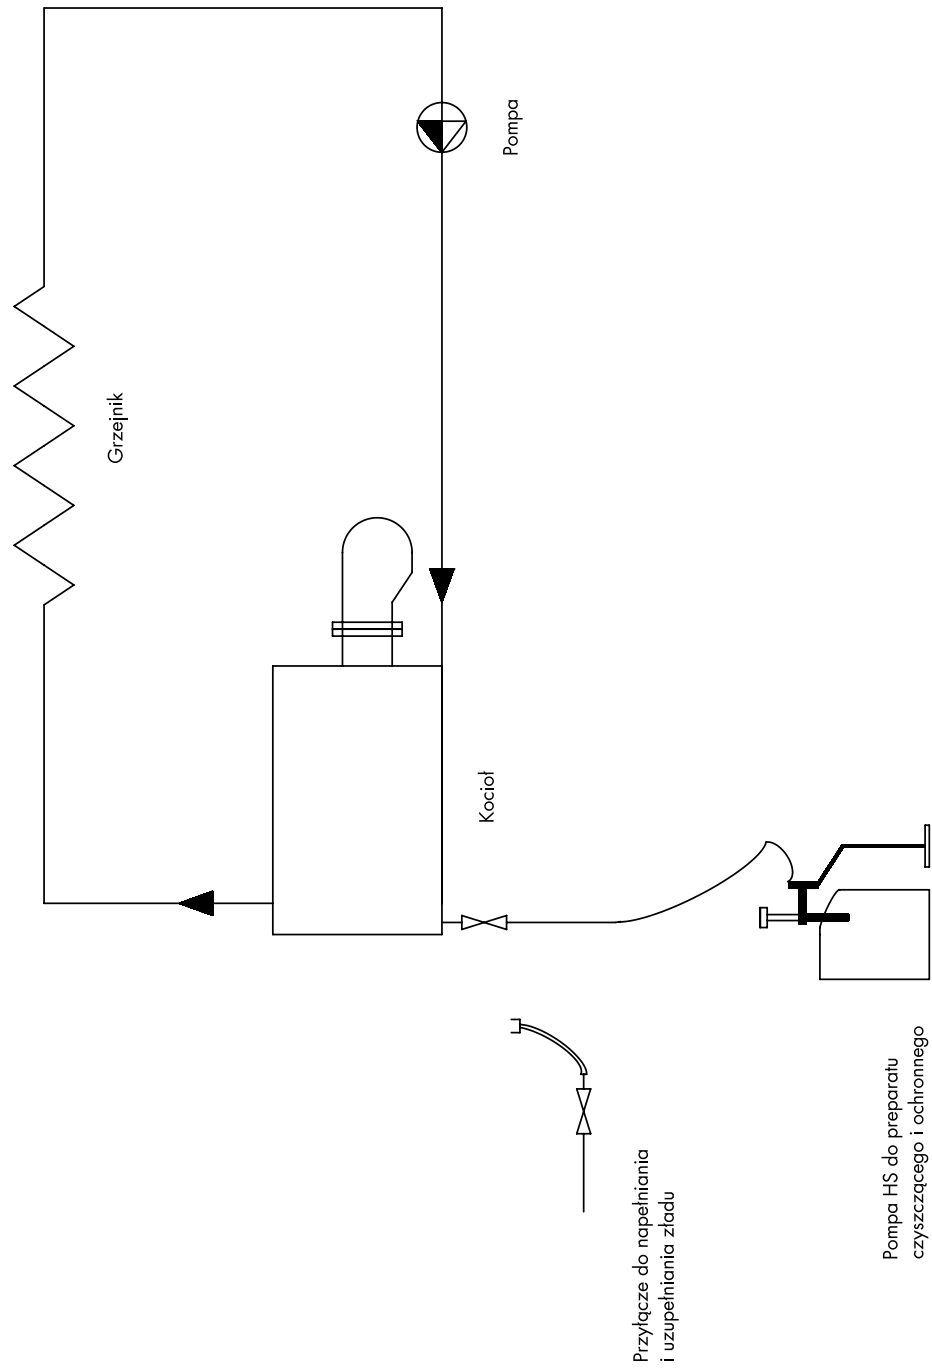 Pompa
Grzejnik
Kocioł
Przyłącze do napełniania
i uzupełniania zładu
Pompa HS do preparatu
czyszczącego i ochronnego